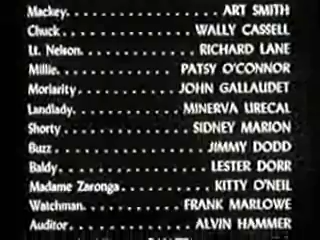 Mackey. . . . . . . . . . . . . . ART SMITH
Chuck. . . . . . . . . . . . WALLY CASSELL
Lt. Nelson. . . . . . . . . . RICHARD LANE
Millie. . . . . . . . . . . . PATSY O'CONNOR
Moriarity. . . . . . . . . JOHN GALLAUDET
Landlady. . . . . . . . . MINERVA URECAL
Shorty . . . . . . . . . . . SIDNEY MARION
Buzz . . . . . . . . . . . . . . JIMMY DODD
Baldy. . . . . . . . . . . . . . LESTER DORR
Madame Zaronga. . . . . . . . KITTY O'NEIL
Watchman. . . . . . . . . FRANK MARLOWE
Auditor. . . . . . . . . . . ALVIN HAMMER